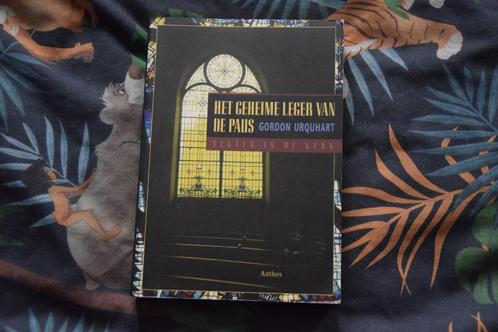 HET GEHEIME LEGER VAN
DE PAUS GORDON URQUHART
SEKTEN IN DE KERK
Anthos